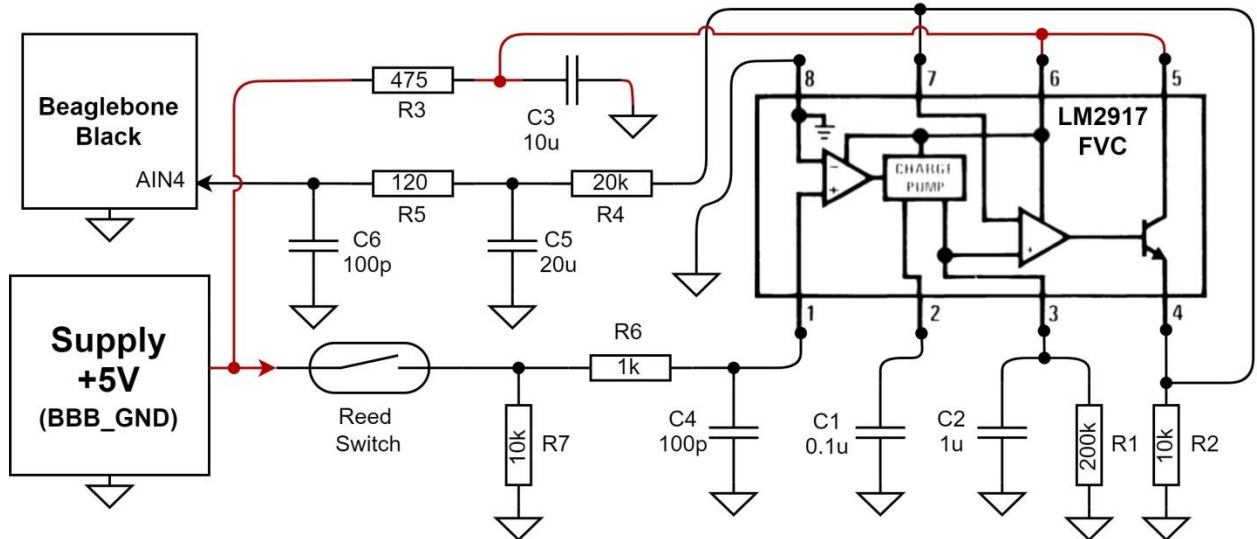 8
7
6
5
475
R3
C3
10u
LM2917
FVC
Beaglebone
Black
AIN4
120
R5
20k
R4
C6
100p
C5
20u
CHARGE
PUMP
-
+
+
1
2
3
4
Supply
+5V
(BBB_GND)
Reed
Switch
R6
1k
10k
R7
C4
100p
C1
0.1u
C2
1u
200k
R1
10k
R2